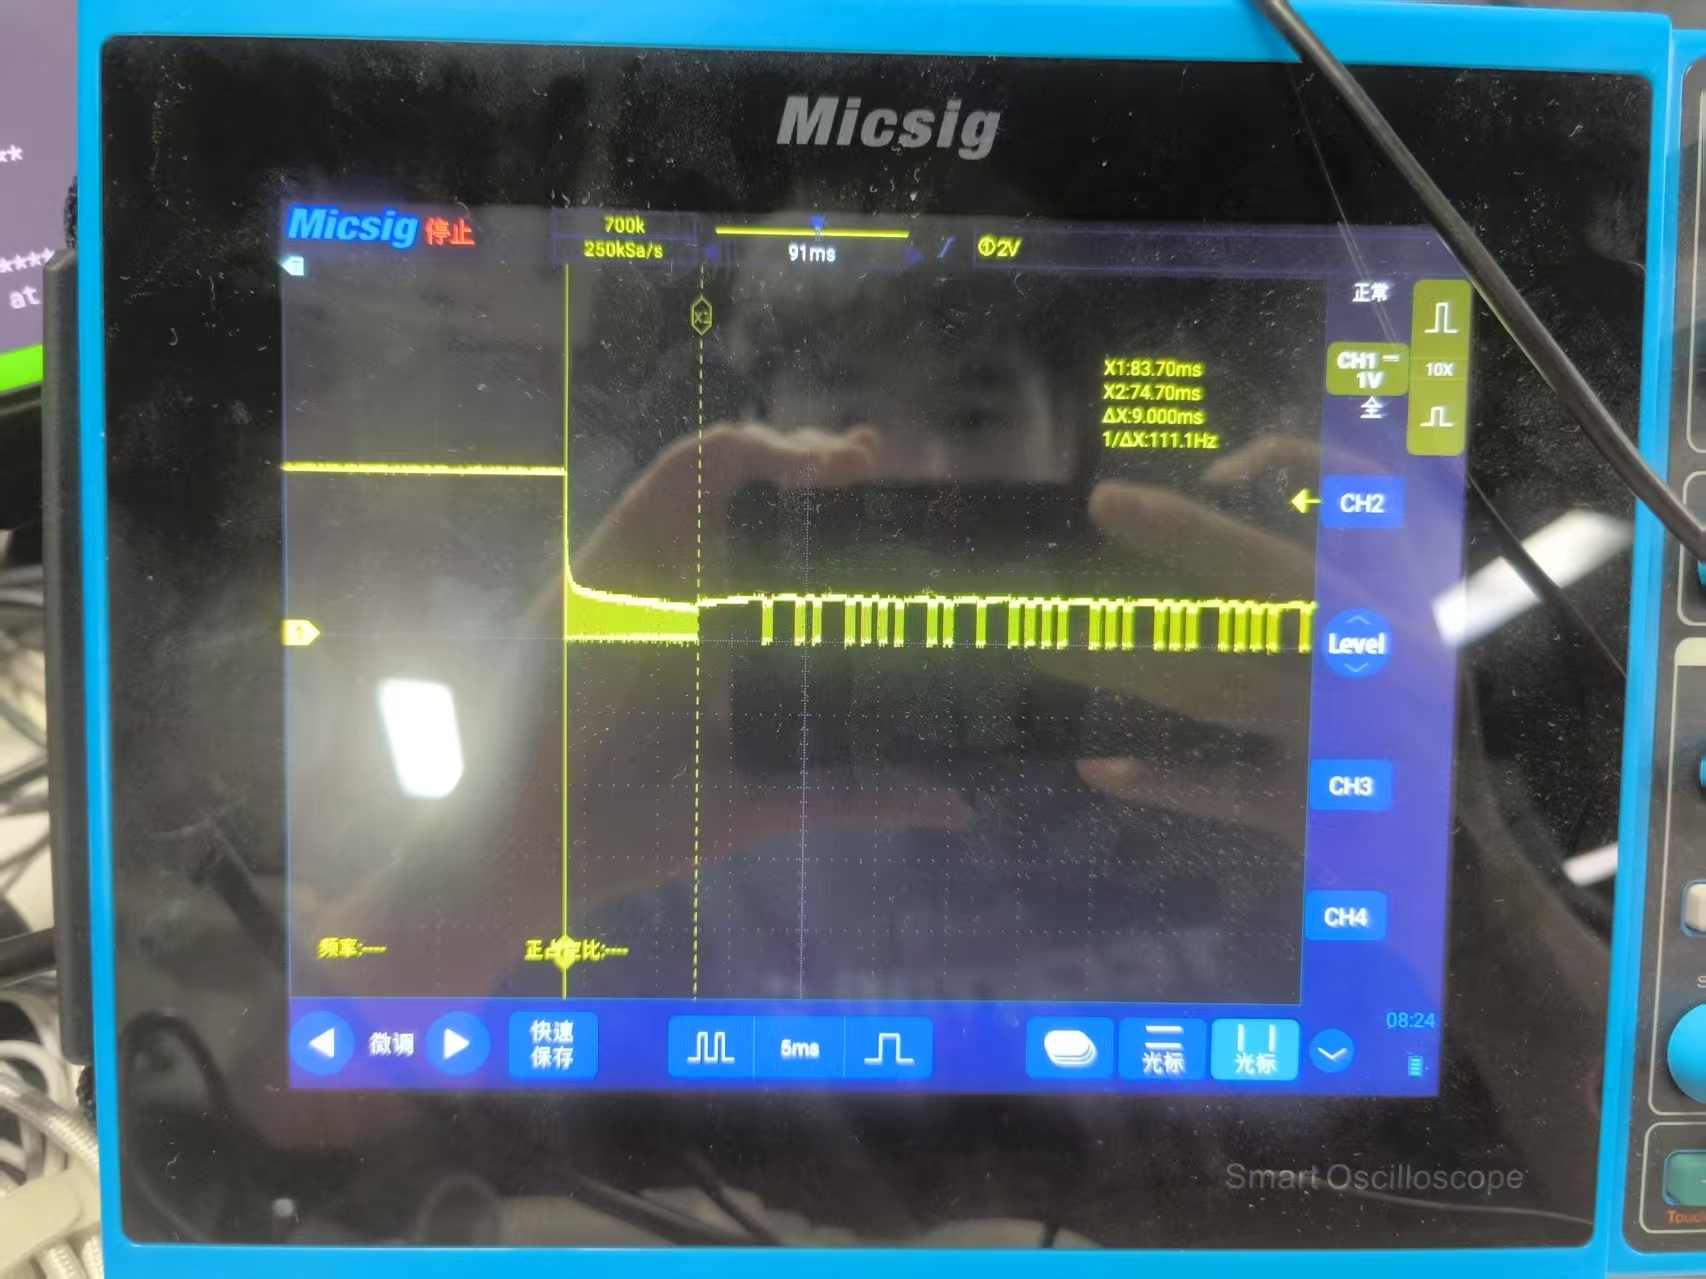 **
****
at
Micsig
Micsig 停止
700k
250kSa/s
91ms
①2V
T
X2
正常
X1:83.70ms
X2:74.70ms
ΔX:9.000ms
1/ΔX:111.1Hz
CH1
1V
全
10X
CH2
1
Level
CH3
CH4
频率:----
正占空比:----
微调
快速
保存
5ms
光标
光标
08:24
Smart Oscilloscope